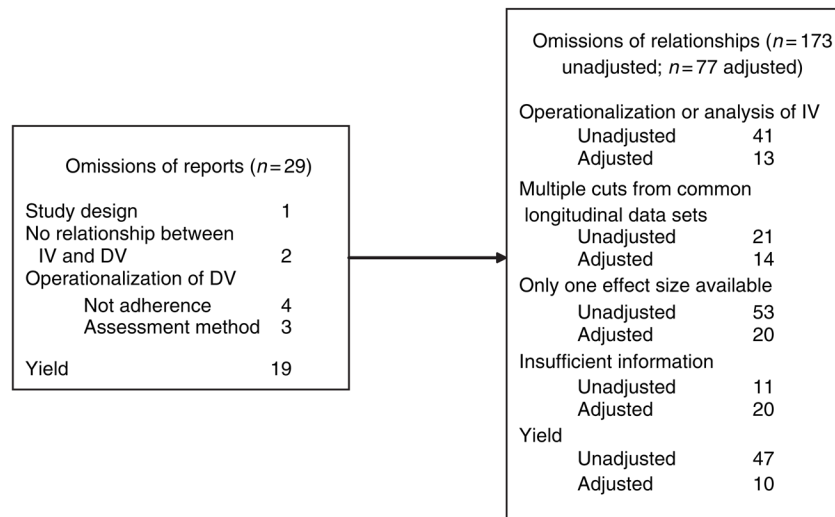 Omissions of reports (n=29)
Study design 1
No relationship between
IV and DV 2
Operationalization of DV
Not adherence 4
Assessment method 3
Yield 19
Omissions of relationships (n=173
unadjusted; n=77 adjusted)
Operationalization or analysis of IV
Unadjusted 41
Adjusted 13
Multiple cuts from common
longitudinal data sets
Unadjusted 21
Adjusted 14
Only one effect size available
Unadjusted 53
Adjusted 20
Insufficient information
Unadjusted 11
Adjusted 20
Yield
Unadjusted 47
Adjusted 10